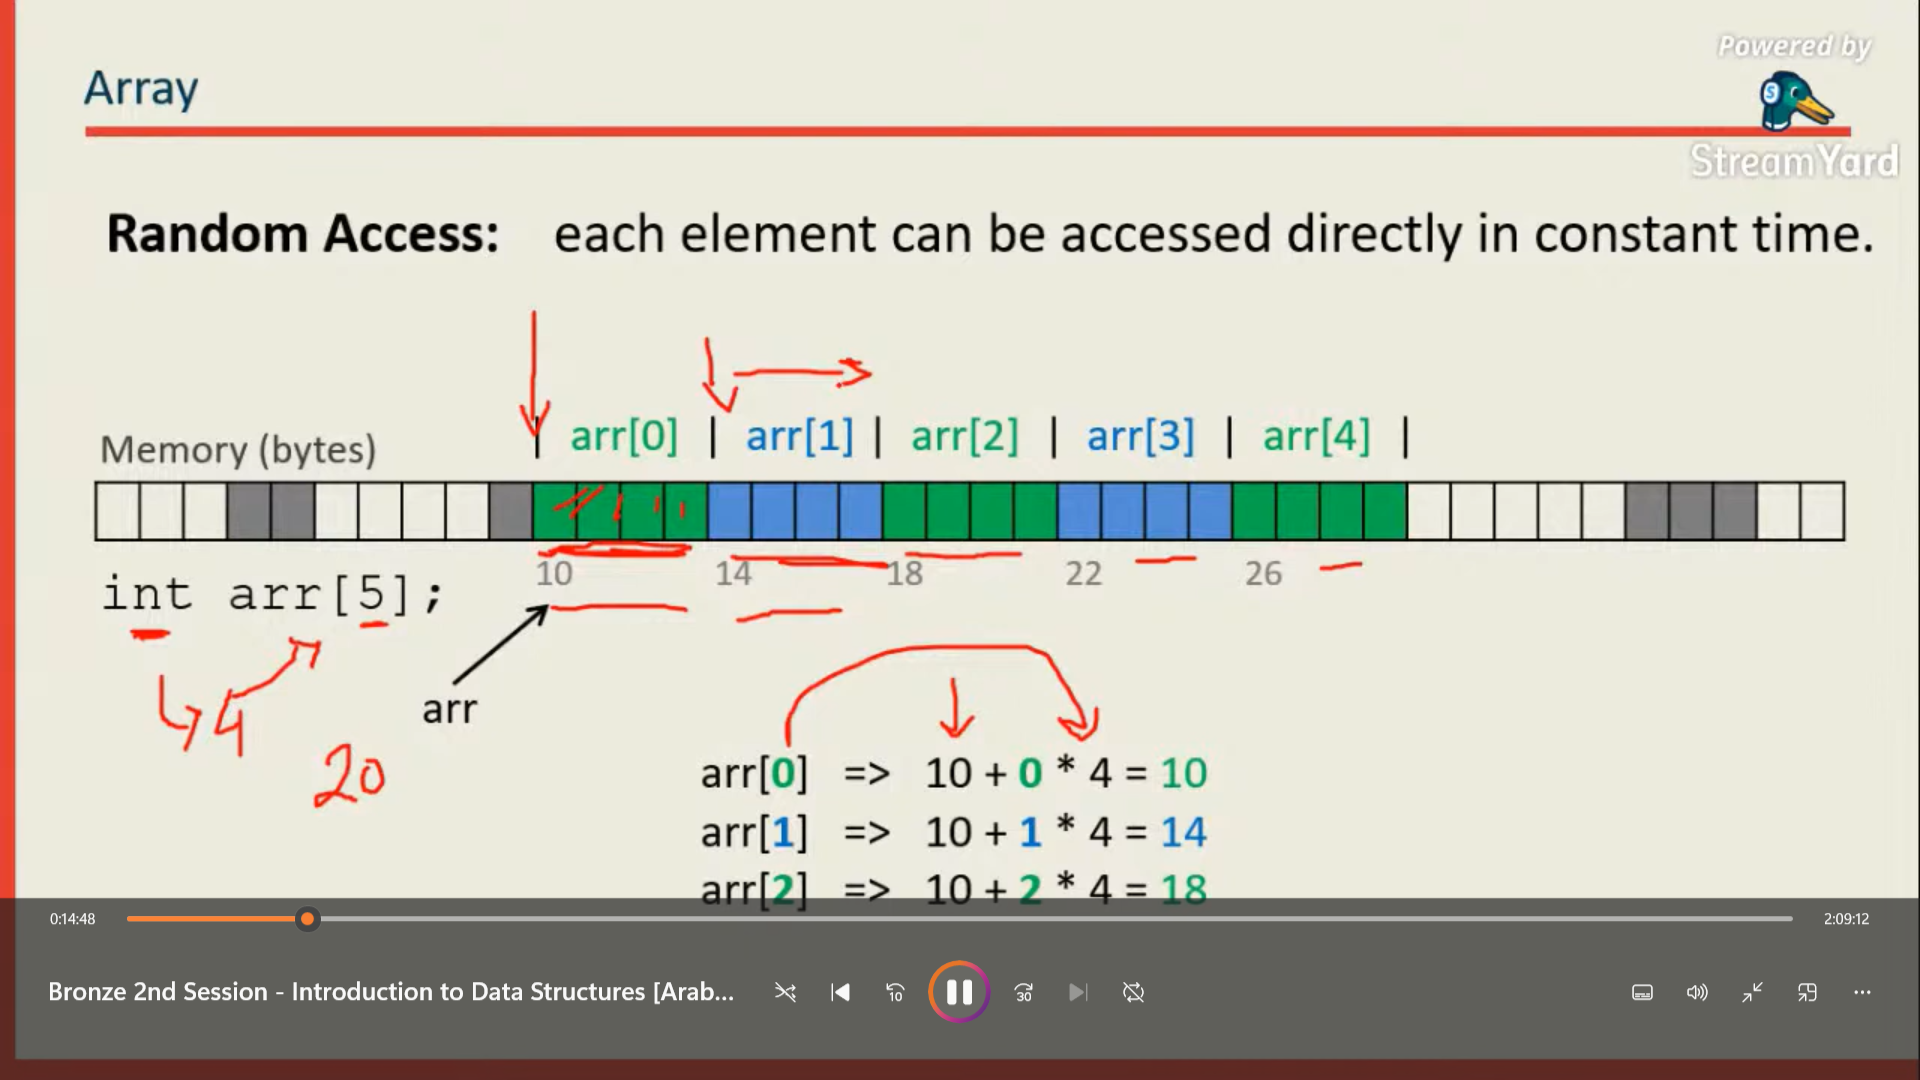 Powered by
Array
StreamYard
Random Access: each element can be accessed directly in constant time.
| arr[0] | arr[1] | arr[2] | arr[3] | arr[4] |
Memory (bytes)
10 14 18 22 26
int arr[5];
4
arr
20
arr[0] => 10 + 0 * 4 = 10
arr[1] => 10 + 1 * 4 = 14
arr[2] => 10 + 2 * 4 = 18
0:14:48 2:09:12
Bronze 2nd Session - Introduction to Data Structures [Arab...
10 30